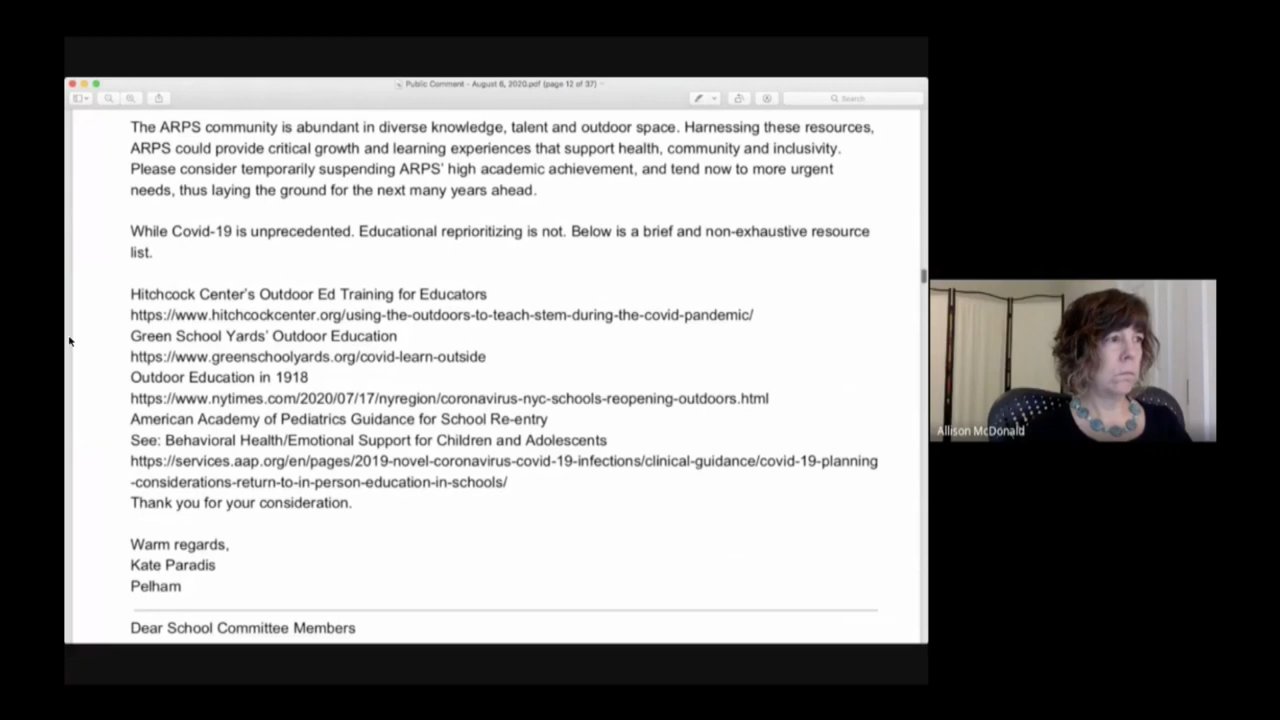 Public Comment - August 6, 2020.pdf (page 12 of 37)
Search
The ARPS community is abundant in diverse knowledge, talent and outdoor space. Harnessing these resources,
ARPS could provide critical growth and learning experiences that support health, community and inclusivity.
Please consider temporarily suspending ARPS' high academic achievement, and tend now to more urgent
needs, thus laying the ground for the next many years ahead.
While Covid-19 is unprecedented. Educational reprioritizing is not. Below is a brief and non-exhaustive resource
list.
Hitchcock Center's Outdoor Ed Training for Educators
https://www.hitchcockcenter.org/using-the-outdoors-to-teach-stem-during-the-covid-pandemic/
Green School Yards' Outdoor Education
https://www.greenschoolyards.org/covid-learn-outside
Outdoor Education in 1918
https://www.nytimes.com/2020/07/17/nyregion/coronavirus-nyc-schools-reopening-outdoors.html
American Academy of Pediatrics Guidance for School Re-entry
See: Behavioral Health/Emotional Support for Children and Adolescents
https://services.aap.org/en/pages/2019-novel-coronavirus-covid-19-infections/clinical-guidance/covid-19-planning
-considerations-return-to-in-person-education-in-schools/
Thank you for your consideration.
Warm regards,
Kate Paradis
Pelham
Dear School Committee Members
Allison McDonald